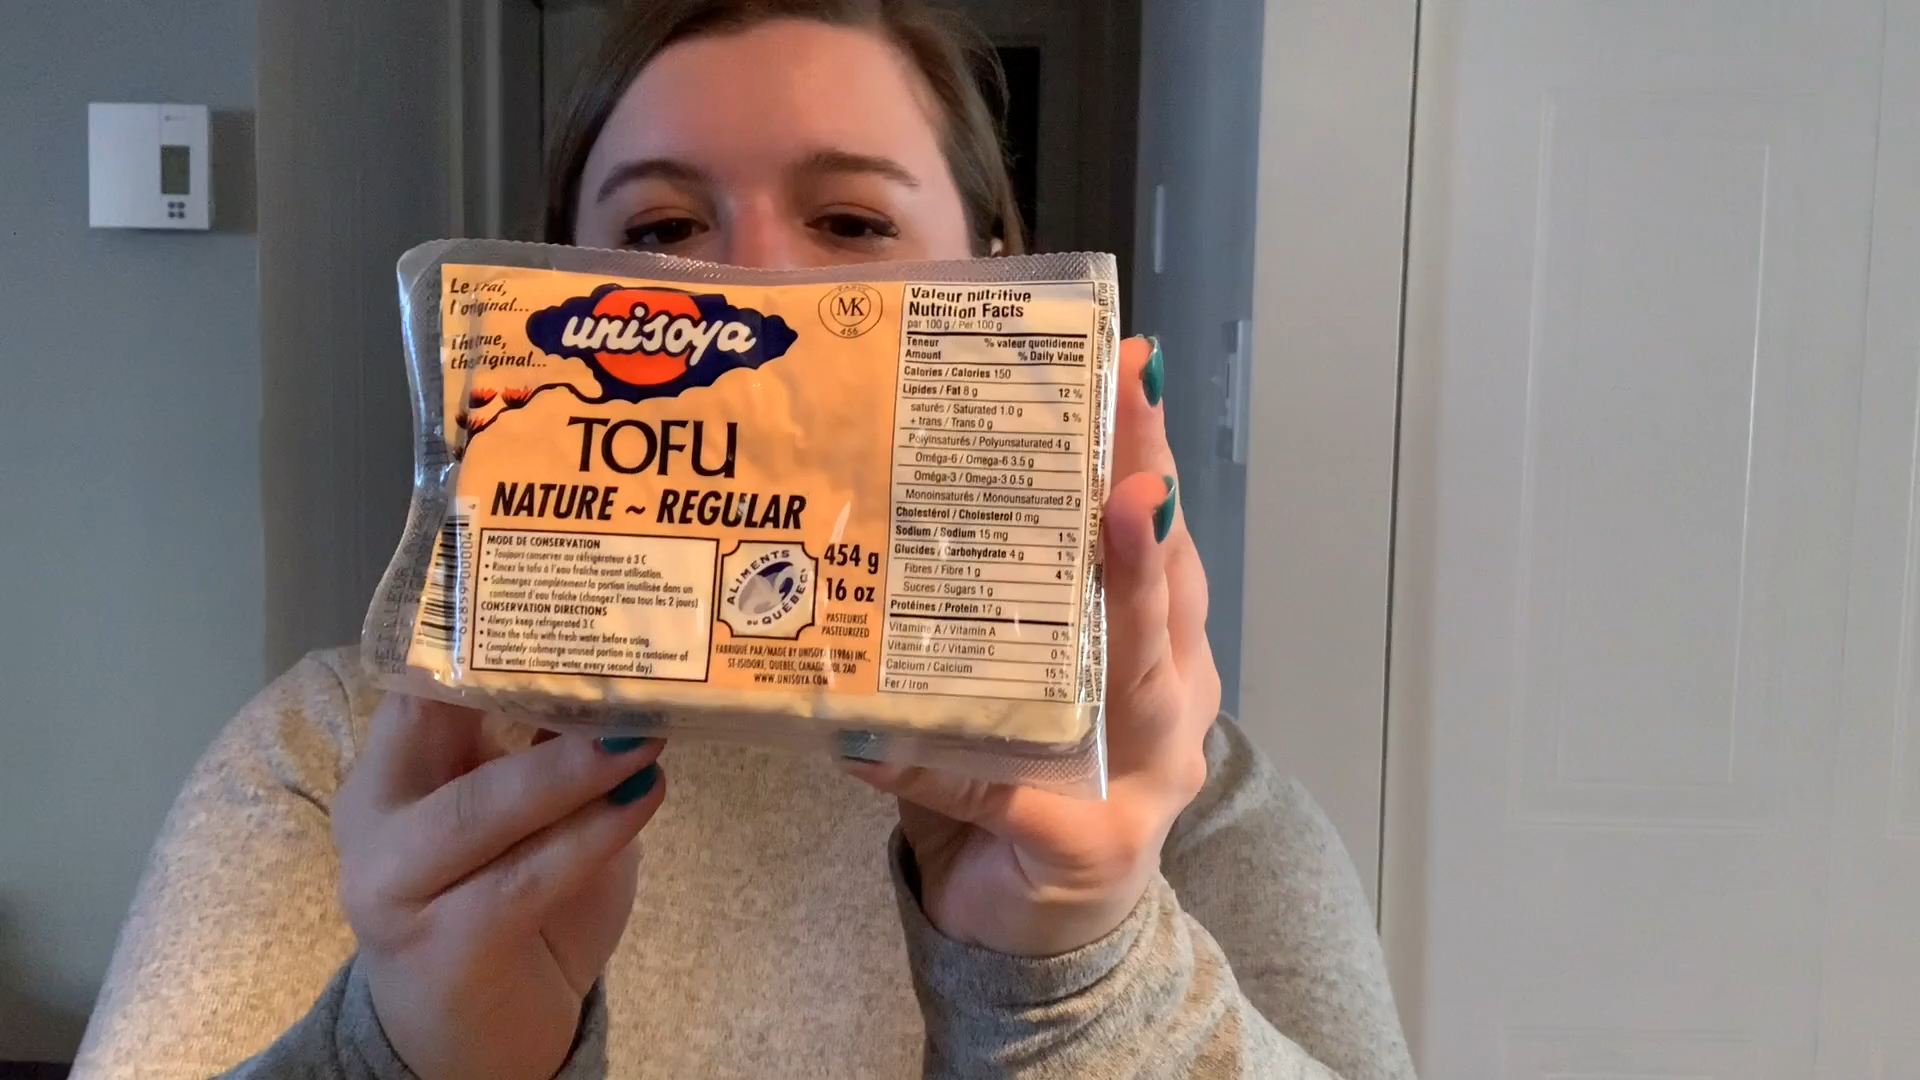 Le vrai,
l'original...
The true,
the original...
unisoya
MK
456
TOFU
NATURE ~ REGULAR
MODE DE CONSERVATION
• Toujours conserver au réfrigérateur à 3 C
• Rincez le tofu à l'eau fraîche avant utilisation.
• Submergez complètement la portion inutilisée dans un
contenant d'eau fraîche (changez l'eau tous les 2 jours)
CONSERVATION DIRECTIONS
• Always keep refrigerated 3 C
• Rince the tofu with fresh water before using.
• Completely submerge unused portion in a container of
fresh water (change water every second day).
ALIMENTS
DU QUÉBEC
454 g
16 oz
PASTEURISÉ
PASTEURIZED
FABRIQUÉ PAR/MADE BY UNISOYA (1986) INC.,
ST-ISIDORE, QUEBEC, CANADA J0L 2A0
WWW.UNISOYA.COM
Valeur nutritive
Nutrition Facts
par 100 g / Per 100 g
Teneur % valeur quotidienne
Amount % Daily Value
Calories / Calories 150
Lipides / Fat 8 g 12 %
saturés / Saturated 1.0 g
+ trans / Trans 0 g 5 %
Polyinsaturés / Polyunsaturated 4 g
Oméga-6 / Omega-6 3.5 g
Oméga-3 / Omega-3 0.5 g
Monoinsaturés / Monounsaturated 2 g
Cholestérol / Cholesterol 0 mg
Sodium / Sodium 15 mg 1 %
Glucides / Carbohydrate 4 g 1 %
Fibres / Fibre 1 g 4 %
Sucres / Sugars 1 g
Protéines / Protein 17 g
Vitamine A / Vitamin A 0 %
Vitamine C / Vitamin C 0 %
Calcium / Calcium 15 %
Fer / Iron 15 %